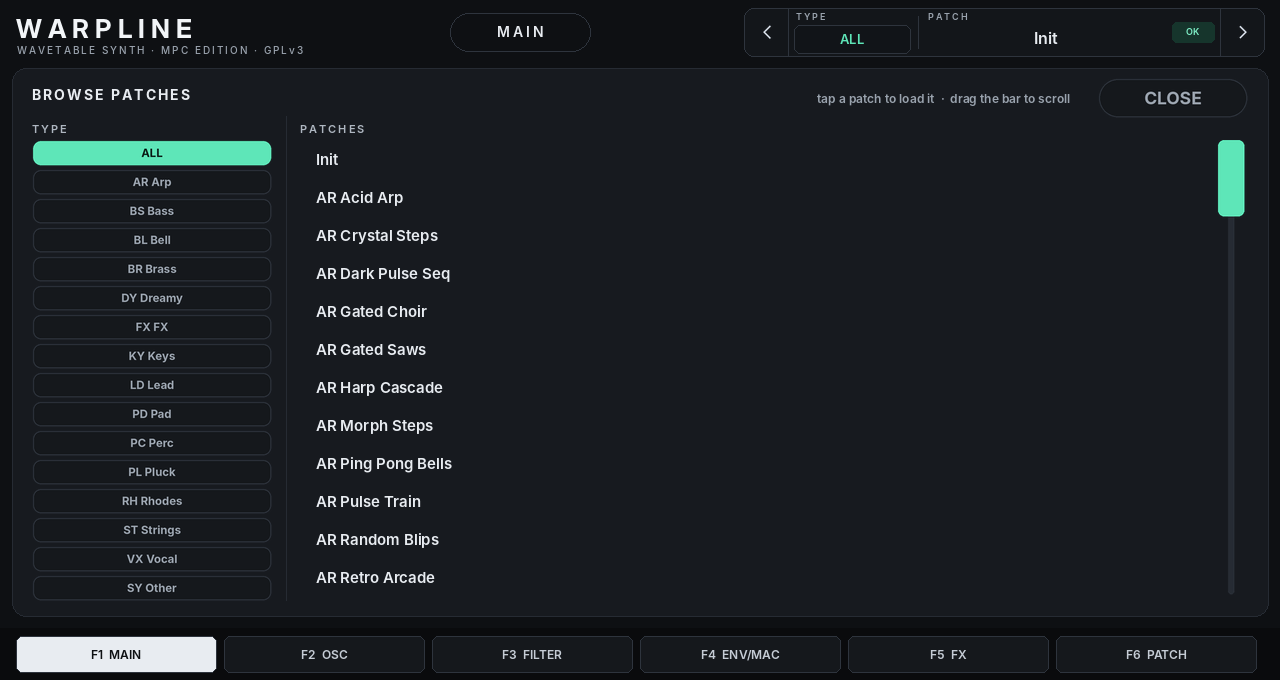 WARPLINE
WAVETABLE SYNTH · MPC EDITION · GPLv3
MAIN
TYPE
ALL
PATCH
Init
OK
BROWSE PATCHES
tap a patch to load it · drag the bar to scroll
CLOSE
TYPE
ALL
AR Arp
BS Bass
BL Bell
BR Brass
DY Dreamy
FX FX
KY Keys
LD Lead
PD Pad
PC Perc
PL Pluck
RH Rhodes
ST Strings
VX Vocal
SY Other
PATCHES
Init
AR Acid Arp
AR Crystal Steps
AR Dark Pulse Seq
AR Gated Choir
AR Gated Saws
AR Harp Cascade
AR Morph Steps
AR Ping Pong Bells
AR Pulse Train
AR Random Blips
AR Retro Arcade
F1 MAIN
F2 OSC
F3 FILTER
F4 ENV/MAC
F5 FX
F6 PATCH